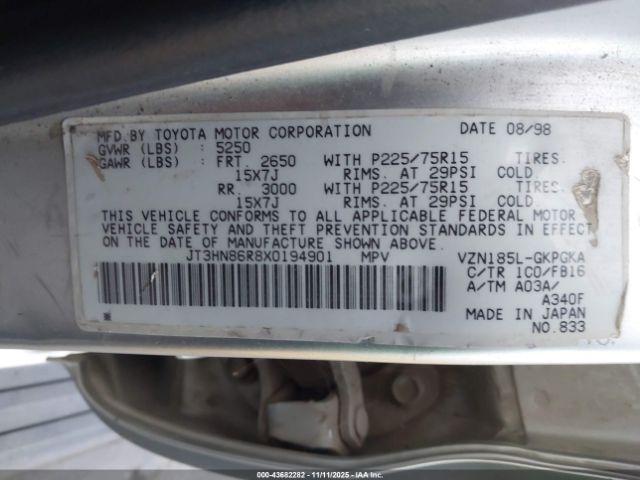 MFD.BY TOYOTA MOTOR CORPORATION DATE 08/98
GVWR (LBS) : 5250
GAWR (LBS) : FRT. 2650 WITH P225/75R15 TIRES.
15X7J RIMS. AT 29PSI COLD.
RR. 3000 WITH P225/75R15 TIRES.
15X7J RIMS. AT 29PSI COLD.
THIS VEHICLE CONFORMS TO ALL APPLICABLE FEDERAL MOTOR
VEHICLE SAFETY AND THEFT PREVENTION STANDARDS IN EFFECT
ON THE DATE OF MANUFACTURE SHOWN ABOVE.
JT3HN86R8X0194901 MPV VZN185L-GKPGKA
C/TR 1C0/FB16
A/TM A03A/
A340F
MADE IN JAPAN
NO.833
000-43682282 - 11/11/2025 - IAA Inc.